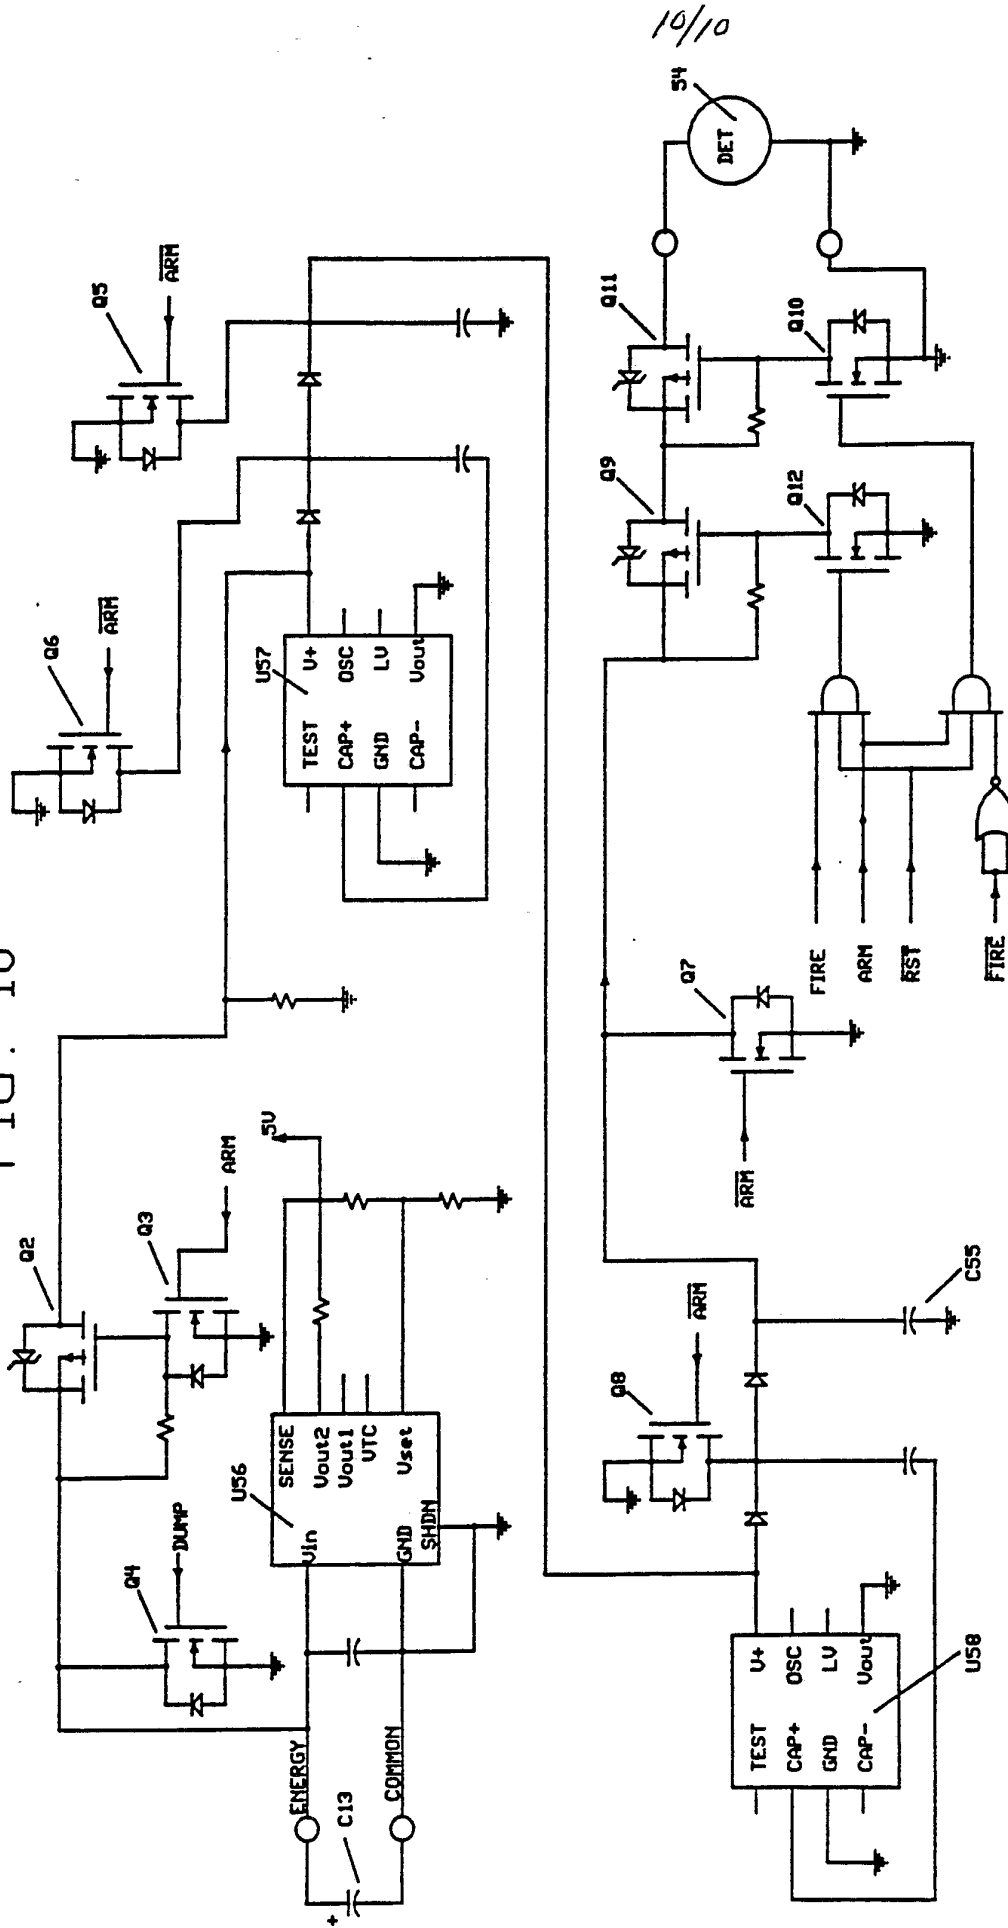 10/10
FIG. 10
Q2
Q3
ARM
Q4
DUMP
5V
U56
Vin
GND
SHDN
SENSE
Vout2
Vout1
VTC
Vset
ENERGY
COMMON
C13
+
Q6
ARM
Q5
ARM
U57
TEST
CAP+
GND
CAP-
V+
OSC
LV
Vout
U58
TEST
CAP+
GND
CAP-
V+
OSC
LV
Vout
Q8
ARM
C55
Q7
ARM
FIRE
ARM
RST
FIRE
Q9
Q12
Q11
Q10
DET
54